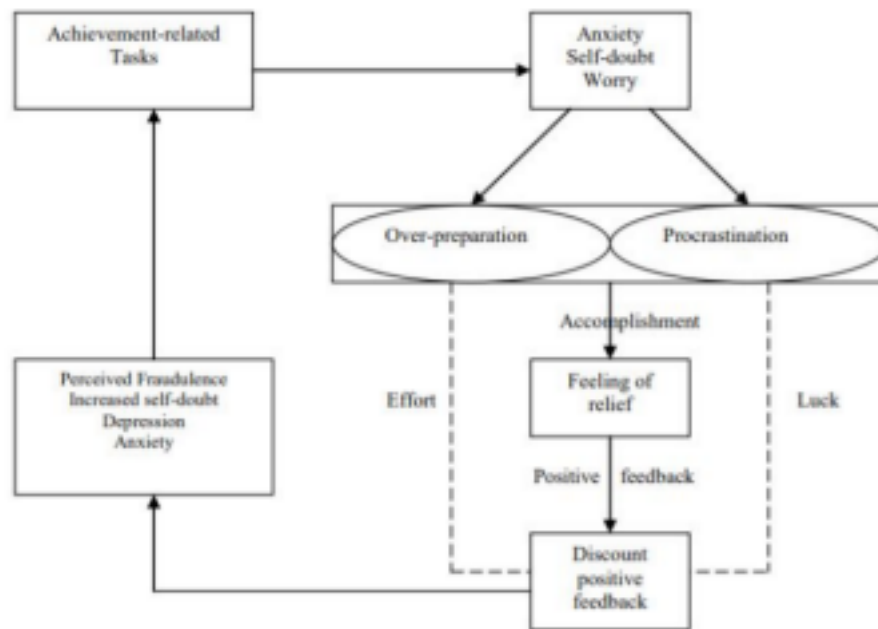 Achievement-related
Tasks
Anxiety
Self-doubt
Worry
Over-preparation
Procrastination
Accomplishment
Perceived Fraudulence
Increased self-doubt
Depression
Anxiety
Effort
Feeling of
relief
Luck
Positive feedback
Discount
positive
feedback